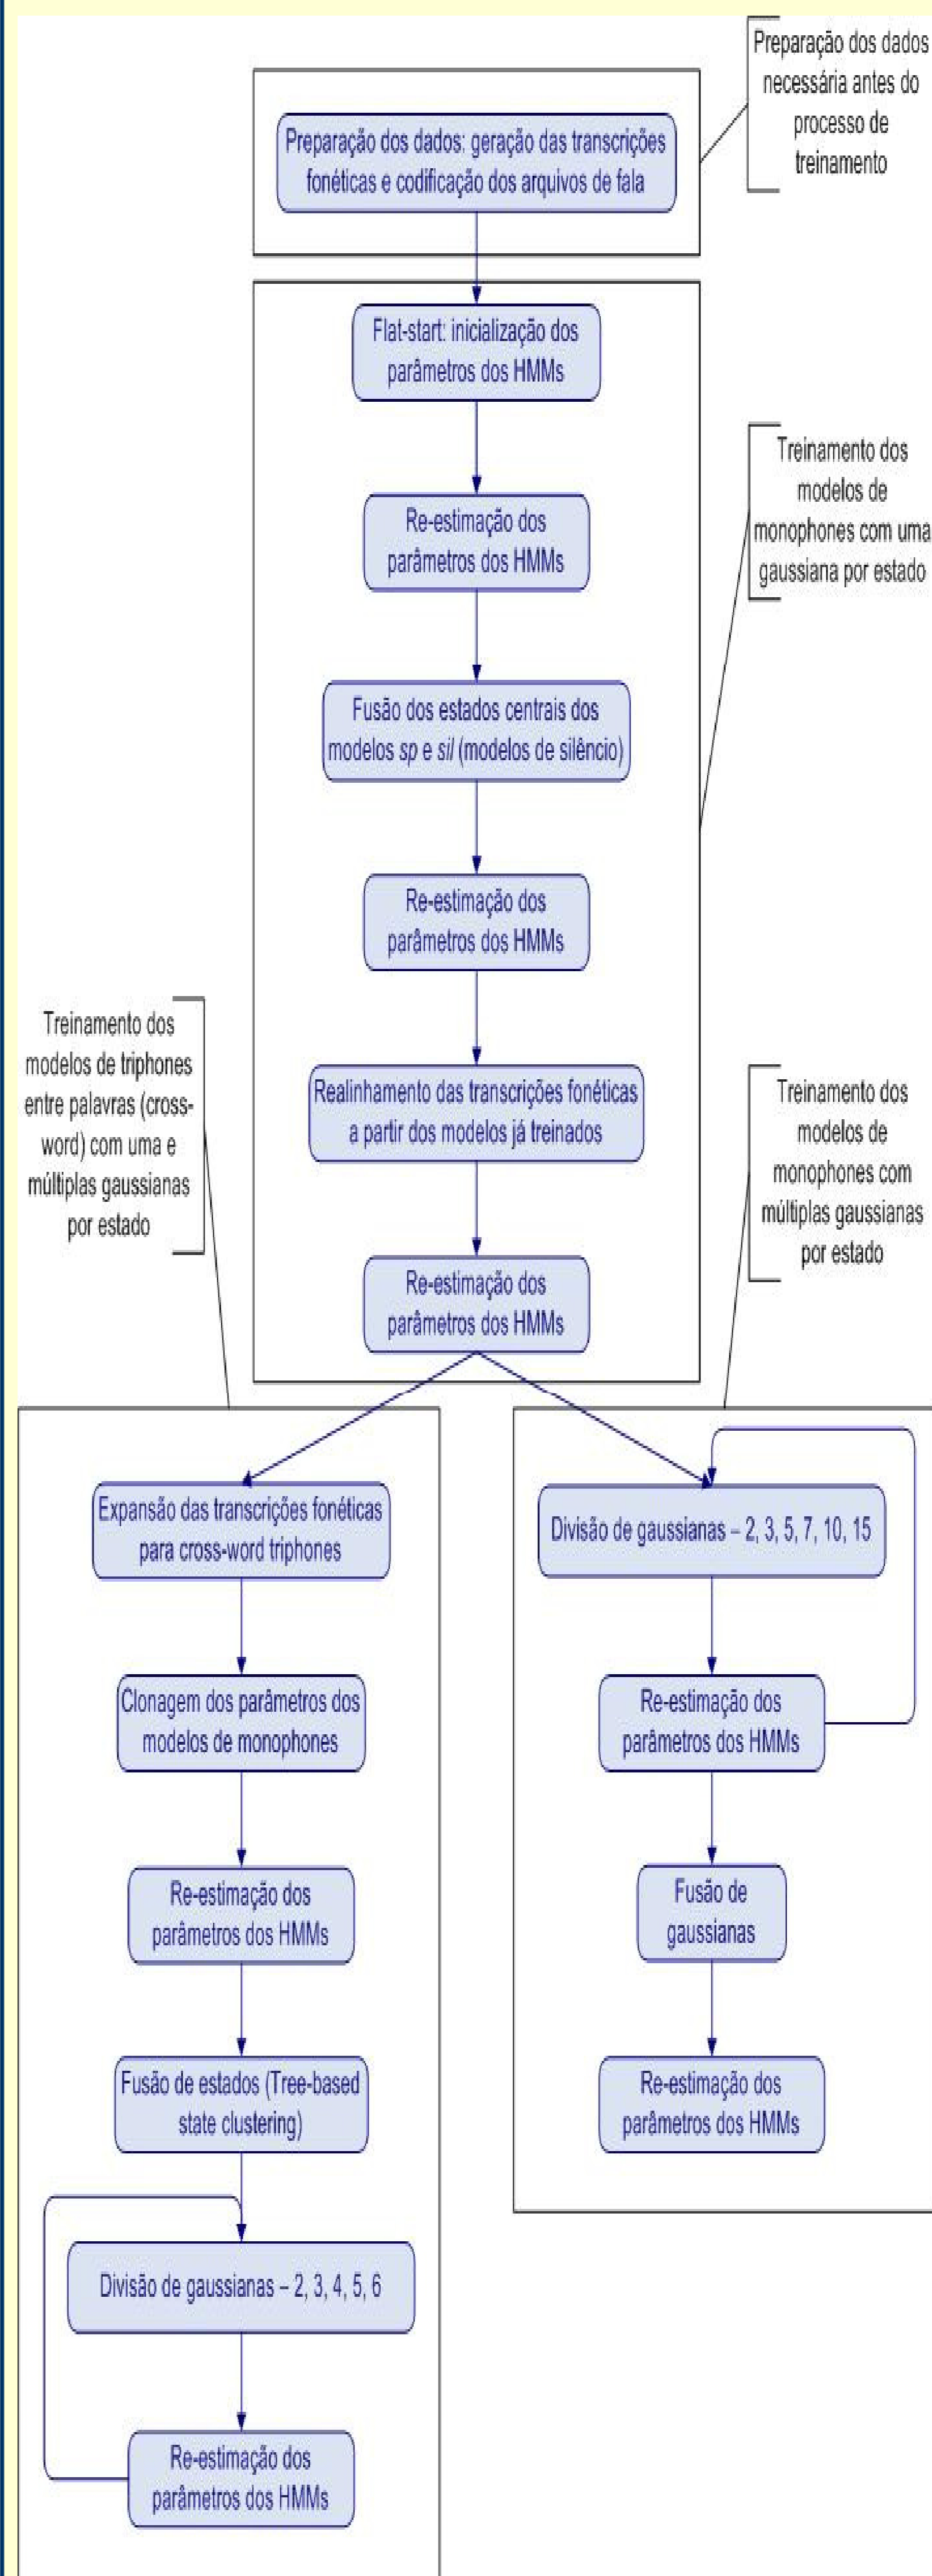 Preparação dos dados
necessária antes do
processo de
treinamento
Preparação dos dados: geração das transcrições
fonéticas e codificação dos arquivos de fala
Flat-start: inicialização dos
parâmetros dos HMMs
Treinamento dos
modelos de
monophones com uma
gaussiana por estado
Re-estimação dos
parâmetros dos HMMs
Fusão dos estados centrais dos
modelos sp e sil (modelos de silêncio)
Re-estimação dos
parâmetros dos HMMs
Realinhamento das transcrições fonéticas
a partir dos modelos já treinados
Re-estimação dos
parâmetros dos HMMs
Treinamento dos
modelos de triphones
entre palavras (cross-
word) com uma e
múltiplas gaussianas
por estado
Treinamento dos
modelos de
monophones com
múltiplas gaussianas
por estado
Expansão das transcrições fonéticas
para cross-word triphones
Clonagem dos parâmetros dos
modelos de monophones
Re-estimação dos
parâmetros dos HMMs
Fusão de estados (Tree-based
state clustering)
Divisão de gaussianas – 2, 3, 4, 5, 6
Re-estimação dos
parâmetros dos HMMs
Divisão de gaussianas – 2, 3, 5, 7, 10, 15
Re-estimação dos
parâmetros dos HMMs
Fusão de
gaussianas
Re-estimação dos
parâmetros dos HMMs